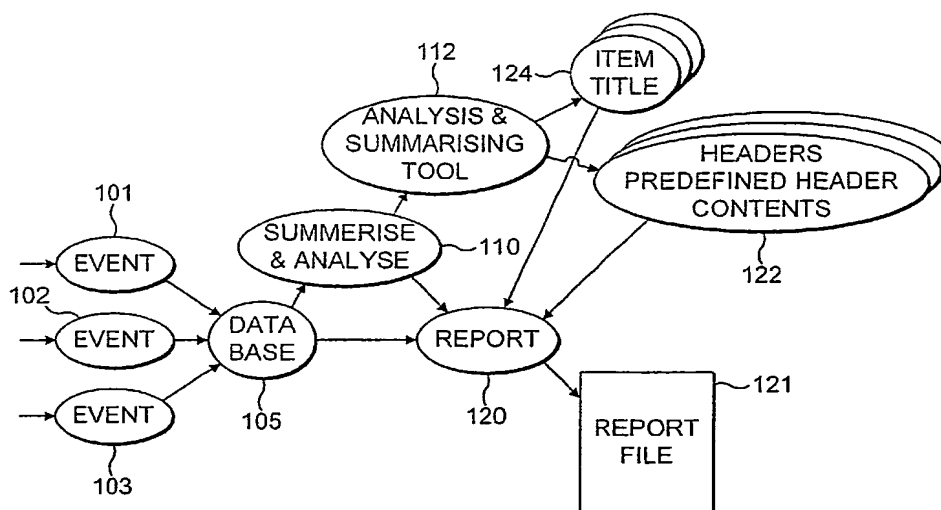 112
124
ITEM
TITLE
ANALYSIS &
SUMMARISING
TOOL
HEADERS
PREDEFINED HEADER
CONTENTS
122
101
EVENT
SUMMERISE
& ANALYSE
110
102
EVENT
DATA
BASE
105
REPORT
120
EVENT
103
121
REPORT
FILE